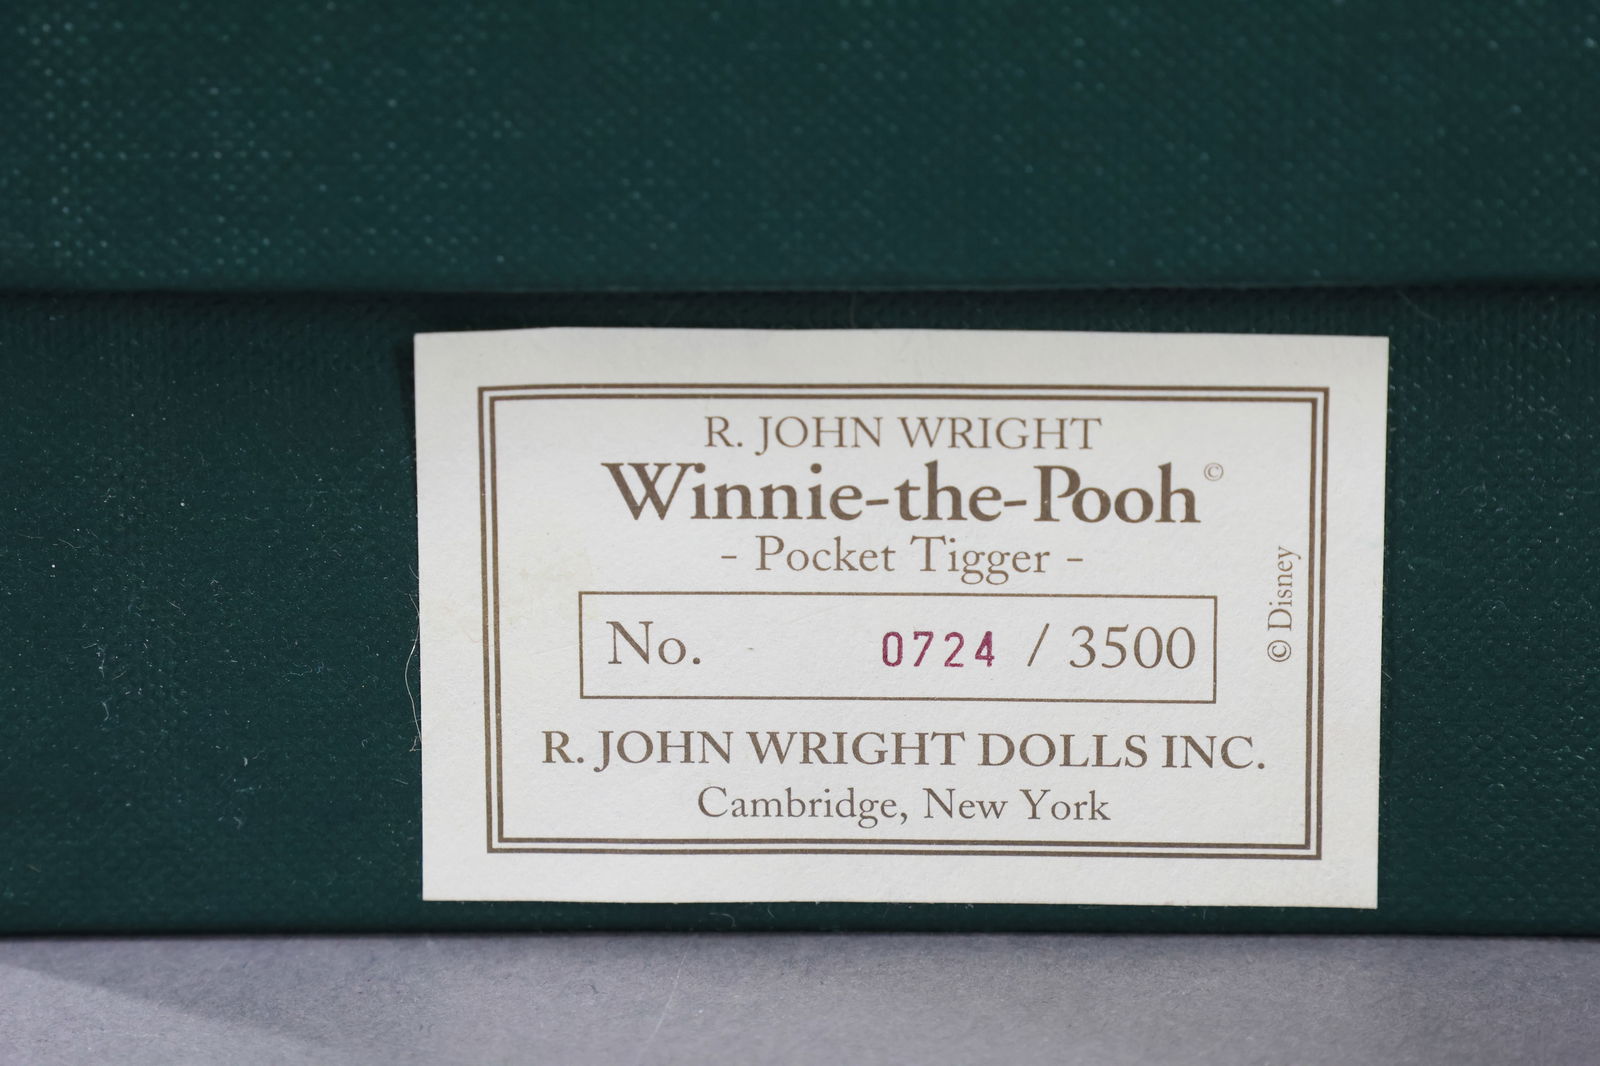 R. JOHN WRIGHT
Winnie-the-Pooh©
- Pocket Tigger -
No. 0724 / 3500
© Disney
R. JOHN WRIGHT DOLLS INC.
Cambridge, New York